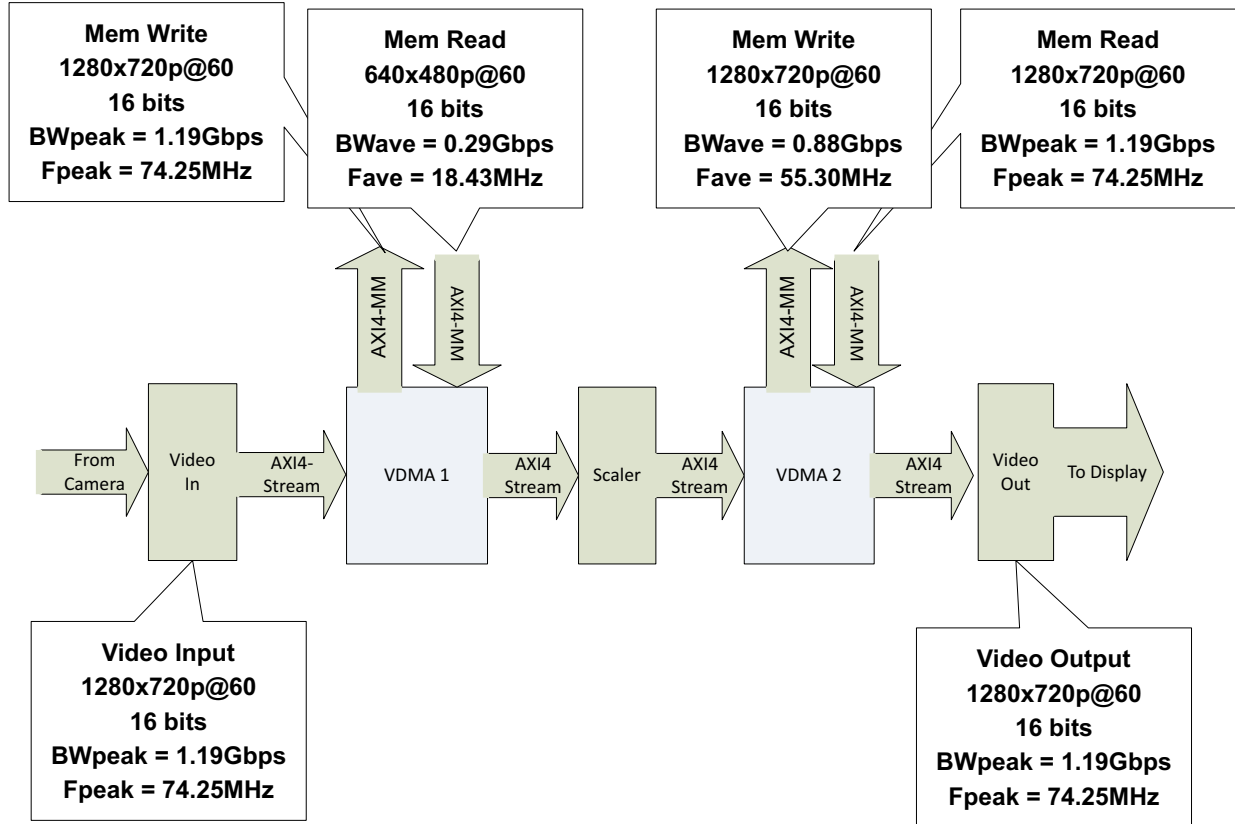 Mem Write
1280x720p@60
16 bits
BWpeak = 1.19Gbps
Fpeak = 74.25MHz
Mem Read
640x480p@60
16 bits
BWave = 0.29Gbps
Fave = 18.43MHz
Mem Write
1280x720p@60
16 bits
BWave = 0.88Gbps
Fave = 55.30MHz
Mem Read
1280x720p@60
16 bits
BWpeak = 1.19Gbps
Fpeak = 74.25MHz
AXI4-MM
AXI4-MM
AXI4-MM
AXI4-MM
From
Camera
Video
In
AXI4-
Stream
VDMA 1
AXI4
Stream
Scaler
AXI4
Stream
VDMA 2
AXI4
Stream
Video
Out
To Display
Video Input
1280x720p@60
16 bits
BWpeak = 1.19Gbps
Fpeak = 74.25MHz
Video Output
1280x720p@60
16 bits
BWpeak = 1.19Gbps
Fpeak = 74.25MHz